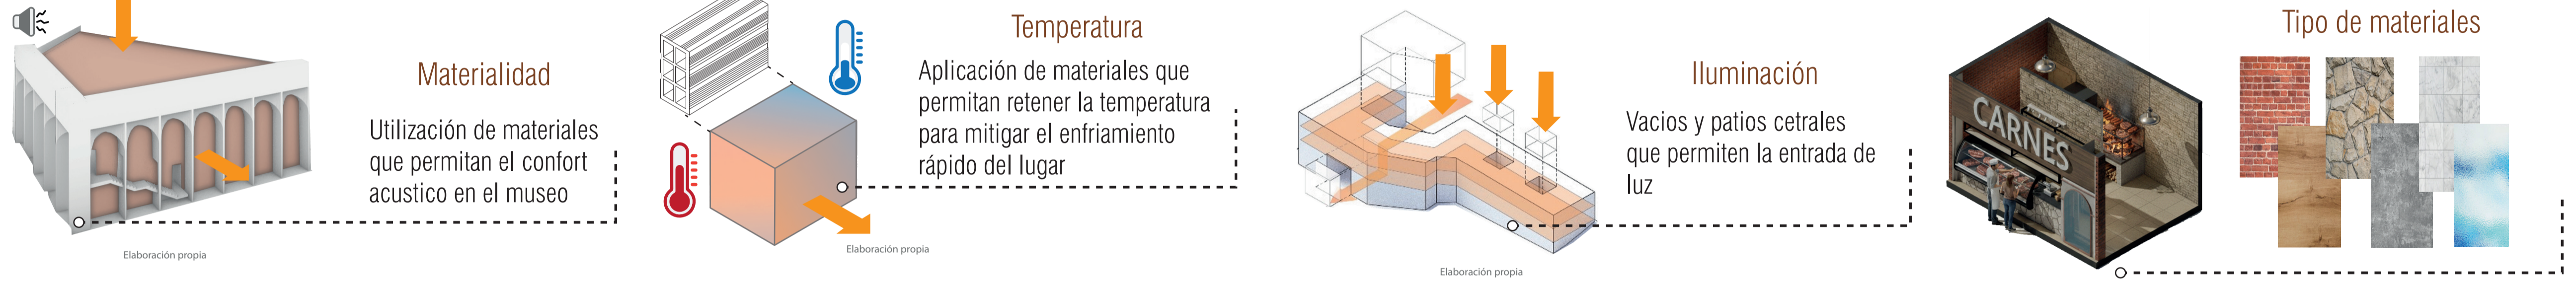 Materialidad
Utilización de materiales
que permitan el confort
acustico en el museo
Elaboración propia
Temperatura
Aplicación de materiales que
permitan retener la temperatura
para mitigar el enfriamiento
rápido del lugar
Elaboración propia
Iluminación
Vacios y patios cetrales
que permiten la entrada de
luz
Elaboración propia
CARNES
Tipo de materiales